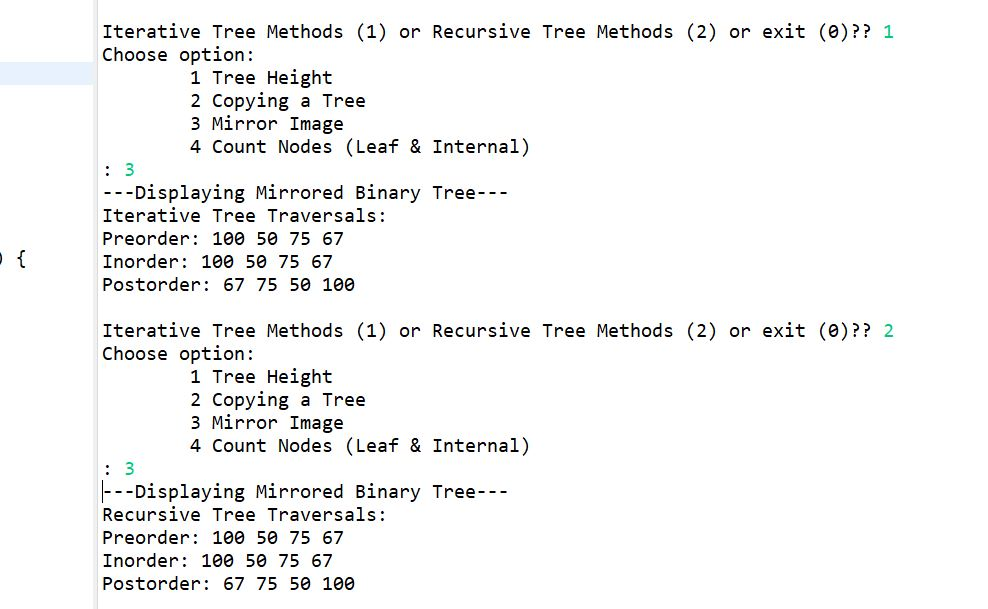 Iterative Tree Methods (1) or Recursive Tree Methods (2) or exit (0)?? 1
Choose option:
1 Tree Height
2 Copying a Tree
3 Mirror Image
4 Count Nodes (Leaf & Internal)
: 3
---Displaying Mirrored Binary Tree---
Iterative Tree Traversals:
Preorder: 100 50 75 67
) {
Inorder: 100 50 75 67
Postorder: 67 75 50 100
Iterative Tree Methods (1) or Recursive Tree Methods (2) or exit (0)?? 2
Choose option:
1 Tree Height
2 Copying a Tree
3 Mirror Image
4 Count Nodes (Leaf & Internal)
: 3
---Displaying Mirrored Binary Tree---
Recursive Tree Traversals:
Preorder: 100 50 75 67
Inorder: 100 50 75 67
Postorder: 67 75 50 100